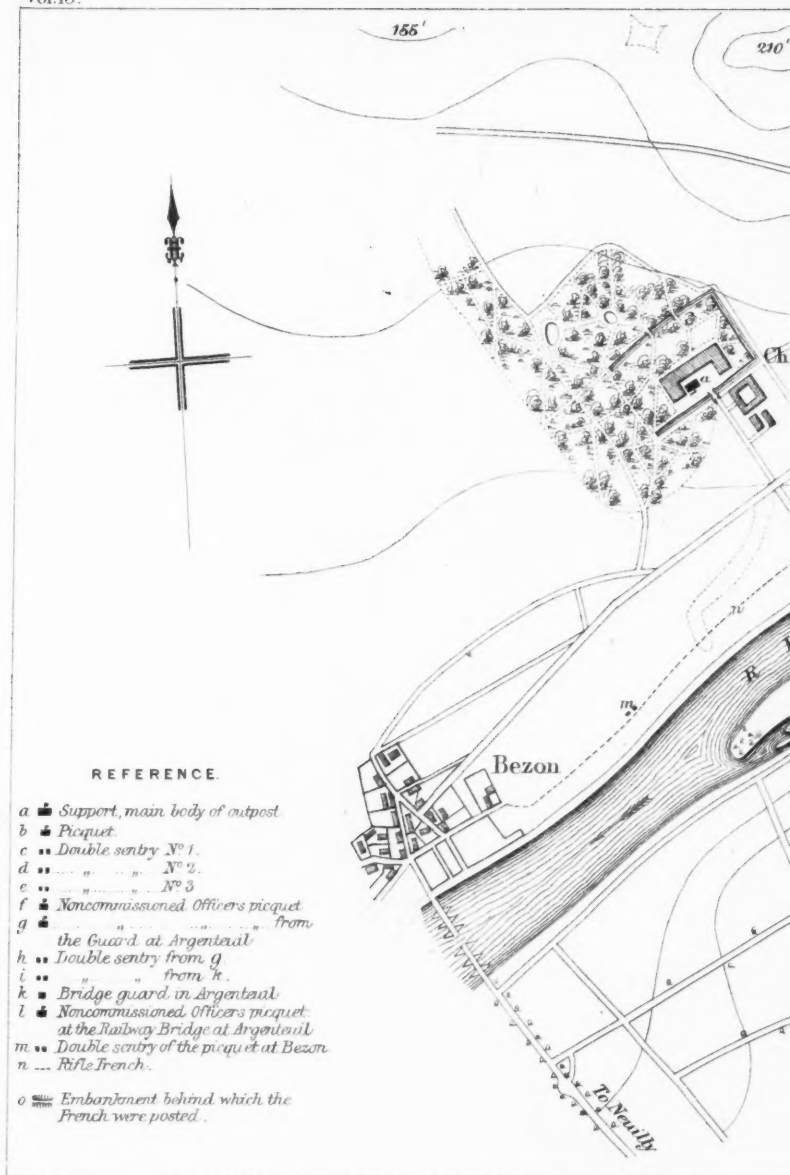 Vol. 15.
155'
210'
Ch
a
n
R I
m
Bezon
REFERENCE.
a Support, main body of outpost
b Picquet.
c Double sentry Nº 1.
d „ „ Nº 2.
e „ „ Nº 3
f Noncommissioned Officers picquet
g „ „ „ from
the Guard at Argenteuil
h Double sentry from g
i „ „ from k.
k Bridge guard in Argenteuil
l Noncommissioned Officers picquet
at the Railway Bridge at Argenteuil
m Double sentry of the picquet at Bezon
n Rifle Trench.
o Embankment behind which the
French were posted.
To Neuilly